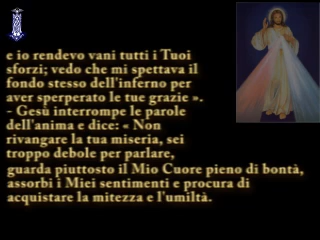 e io rendevo vani tutti i Tuoi
sforzi; vedo che mi spettava il
fondo stesso dell'inferno per
aver sperperato le tue grazie ».
- Gesù interrompe le parole
dell'anima e dice: « Non
rivangare la tua miseria, sei
troppo debole per parlare,
guarda piuttosto il Mio Cuore pieno di bontà,
assorbi i Miei sentimenti e procura di
acquistare la mitezza e l'umiltà.